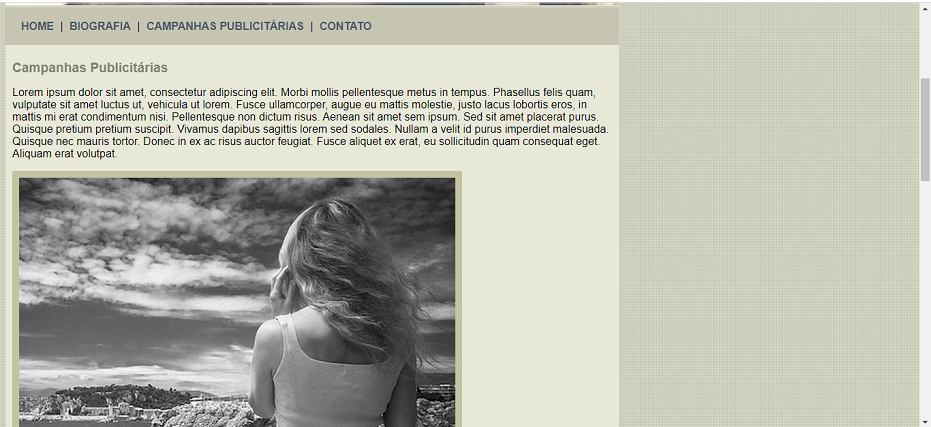 HOME | BIOGRAFIA | CAMPANHAS PUBLICITÁRIAS | CONTATO
Campanhas Publicitárias
Lorem ipsum dolor sit amet, consectetur adipiscing elit. Morbi mollis pellentesque metus in tempus. Phasellus felis quam,
vulputate sit amet luctus ut, vehicula ut lorem. Fusce ullamcorper, augue eu mattis molestie, justo lacus lobortis eros, in
mattis mi erat condimentum nisi. Pellentesque non dictum risus. Aenean sit amet sem ipsum. Sed sit amet placerat purus.
Quisque pretium pretium suscipit. Vivamus dapibus sagittis lorem sed sodales. Nullam a velit id purus imperdiet malesuada.
Quisque nec mauris tortor. Donec in ex ac risus auctor feugiat. Fusce aliquet ex erat, eu sollicitudin quam consequat eget.
Aliquam erat volutpat.